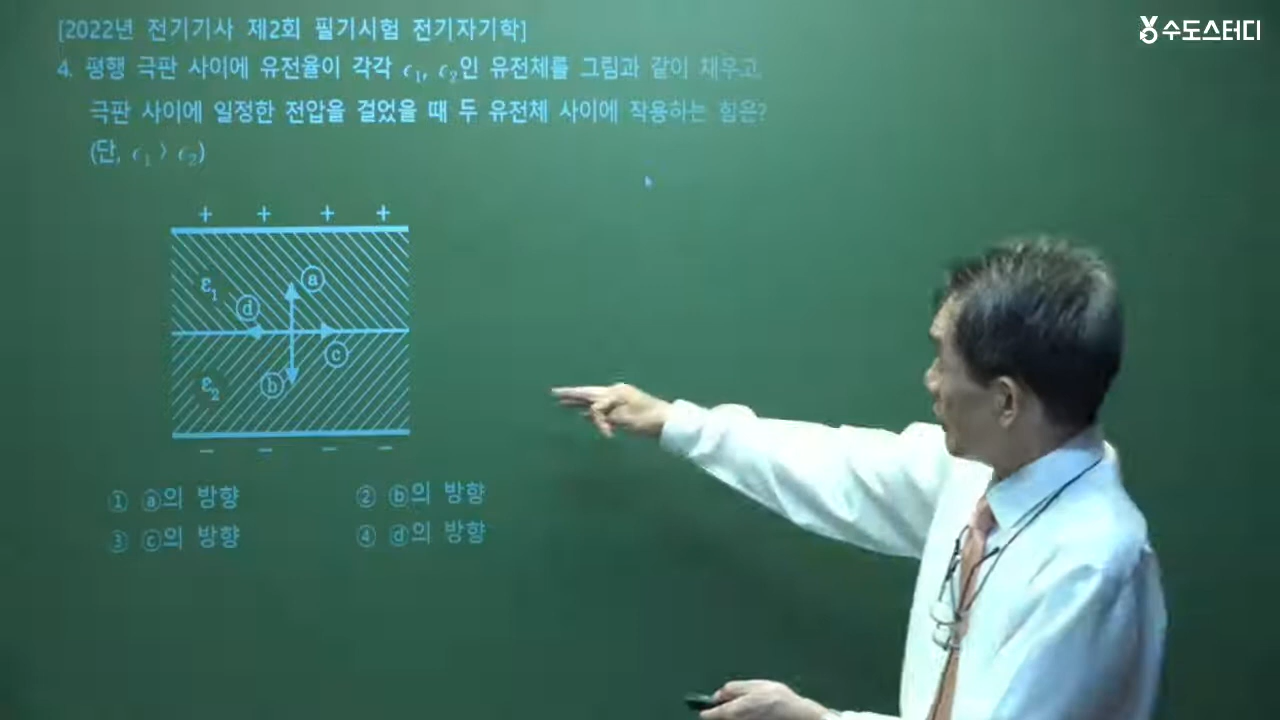 [2022년 전기기사 제2회 필기시험 전기자기학]
수도스터디
4. 평행 극판 사이에 유전율이 각각 ϵ₁, ϵ₂인 유전체를 그림과 같이 채우고,
극판 사이에 일정한 전압을 걸었을 때 두 유전체 사이에 작용하는 힘은?
(단, ϵ₁ > ϵ₂)
+ + + +
ε₁ ⓐ
ⓓ
ⓒ
ε₂ ⓑ
− − − −
① ⓐ의 방향 ② ⓑ의 방향
③ ⓒ의 방향 ④ ⓓ의 방향